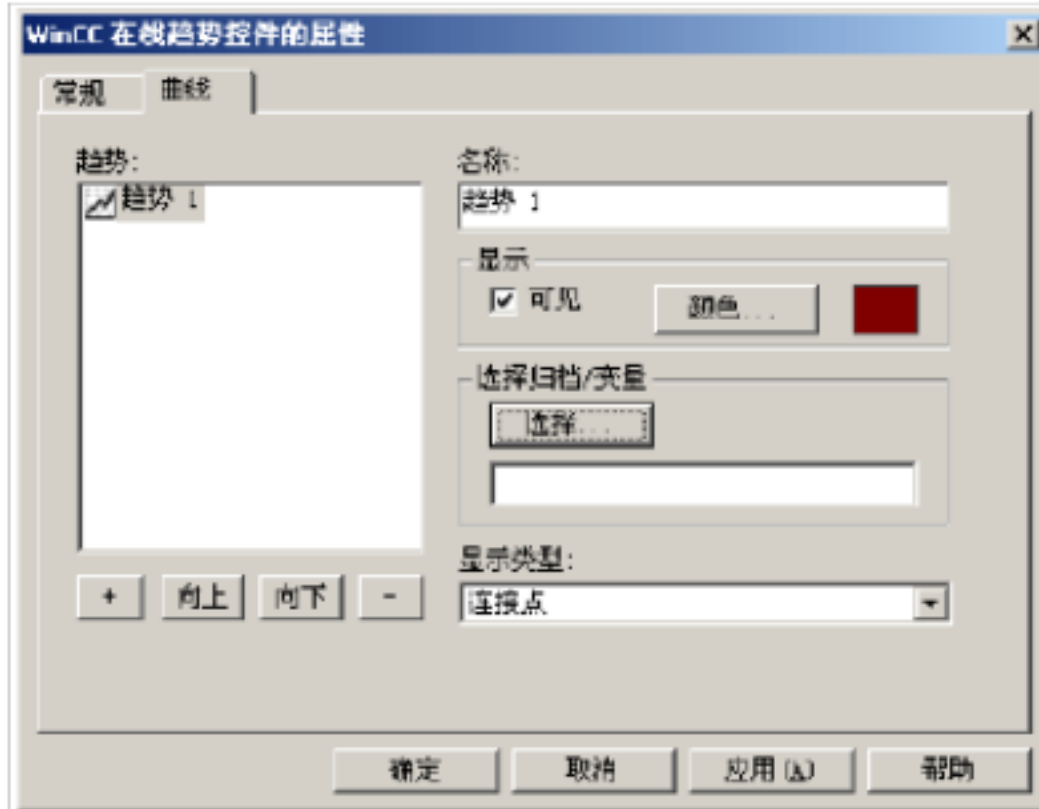 WinCC 在线趋势控件的属性
常规 曲线
趋势:
趋势 1
+ 向上 向下 -
名称:
趋势 1
显示
可见 颜色...
选择归档/变量
选择...
显示类型:
连接点
确定 取消 应用(A) 帮助